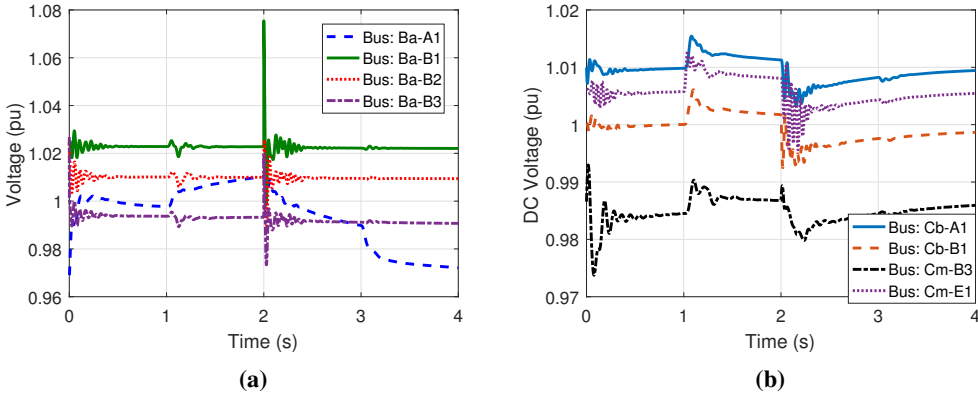 1.08
1.06
1.04
1.02
1
0.98
0.96
Voltage (pu)
Bus: Ba-A1
Bus: Ba-B1
Bus: Ba-B2
Bus: Ba-B3
0 1 2 3 4
Time (s)
(a)
1.02
1.01
1
0.99
0.98
0.97
DC Voltage (pu)
Bus: Cb-A1
Bus: Cb-B1
Bus: Cm-B3
Bus: Cm-E1
0 1 2 3 4
Time (s)
(b)